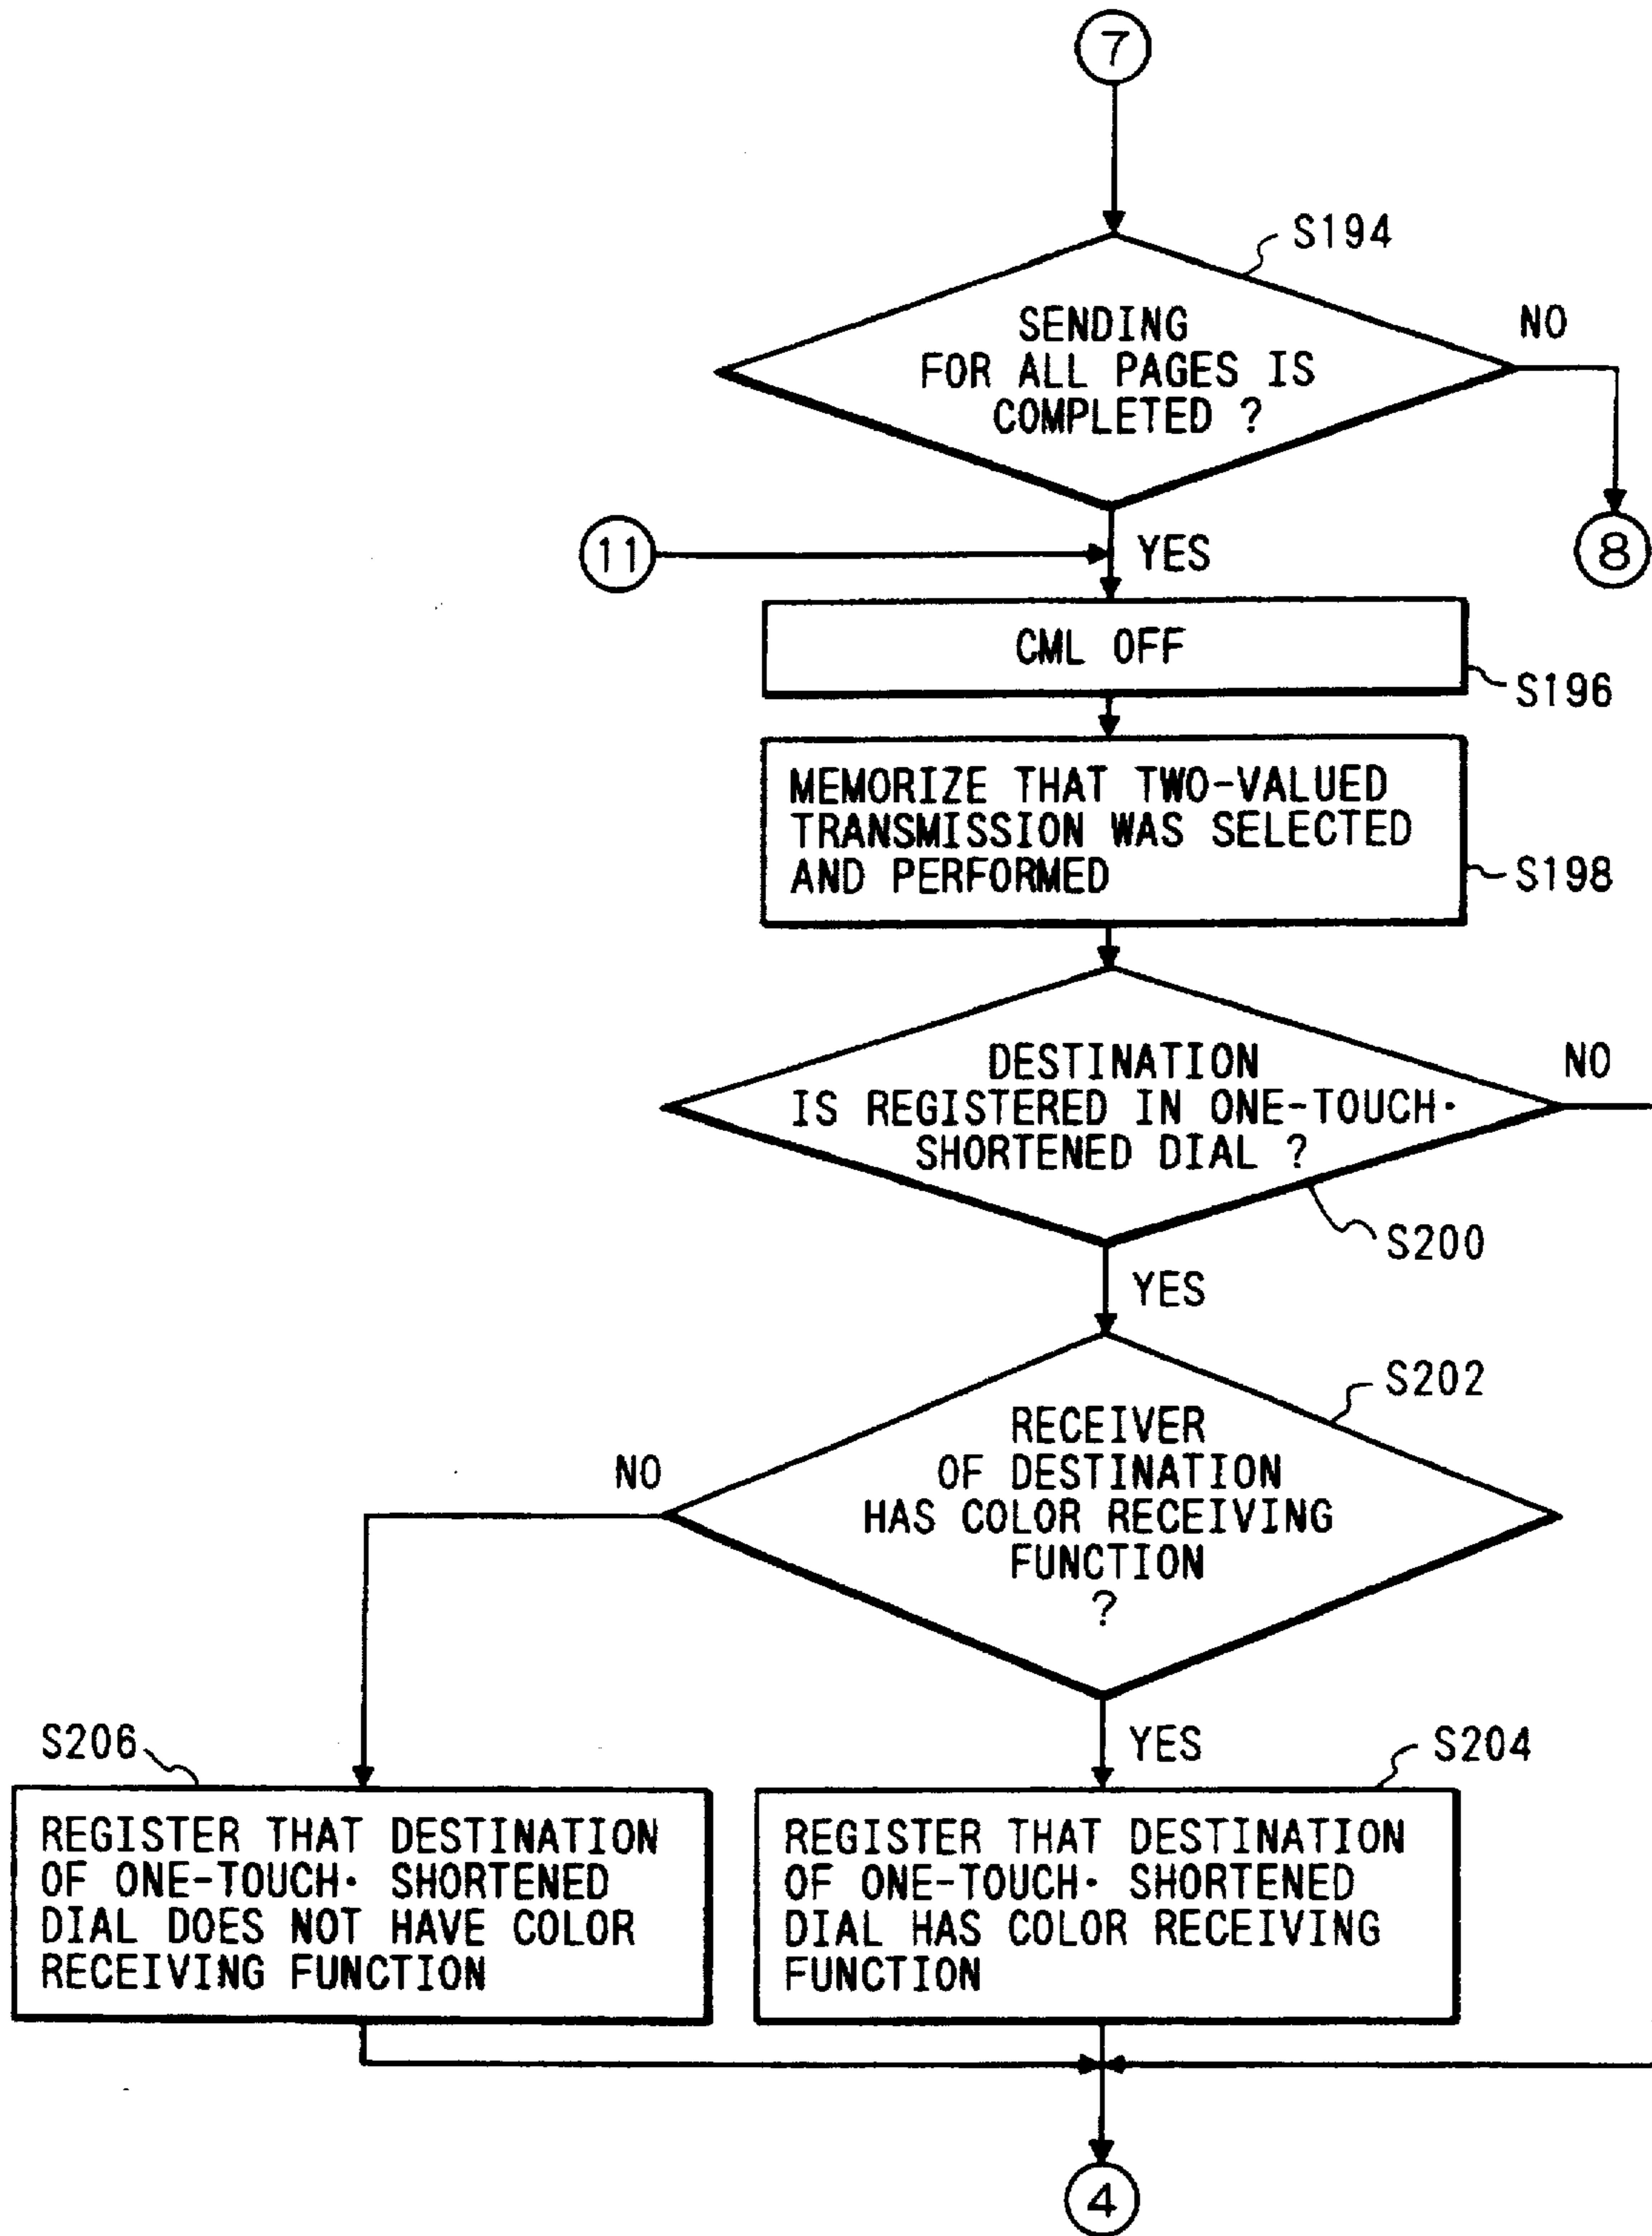 7
S194
SENDING
FOR ALL PAGES IS
COMPLETED ?
NO
11
YES
8
CML OFF
S196
MEMORIZE THAT TWO-VALUED
TRANSMISSION WAS SELECTED
AND PERFORMED
S198
DESTINATION
IS REGISTERED IN ONE-TOUCH·
SHORTENED DIAL ?
NO
S200
YES
S202
RECEIVER
OF DESTINATION
HAS COLOR RECEIVING
FUNCTION
?
NO
YES
S206
S204
REGISTER THAT DESTINATION
OF ONE-TOUCH· SHORTENED
DIAL DOES NOT HAVE COLOR
RECEIVING FUNCTION
REGISTER THAT DESTINATION
OF ONE-TOUCH· SHORTENED
DIAL HAS COLOR RECEIVING
FUNCTION
4